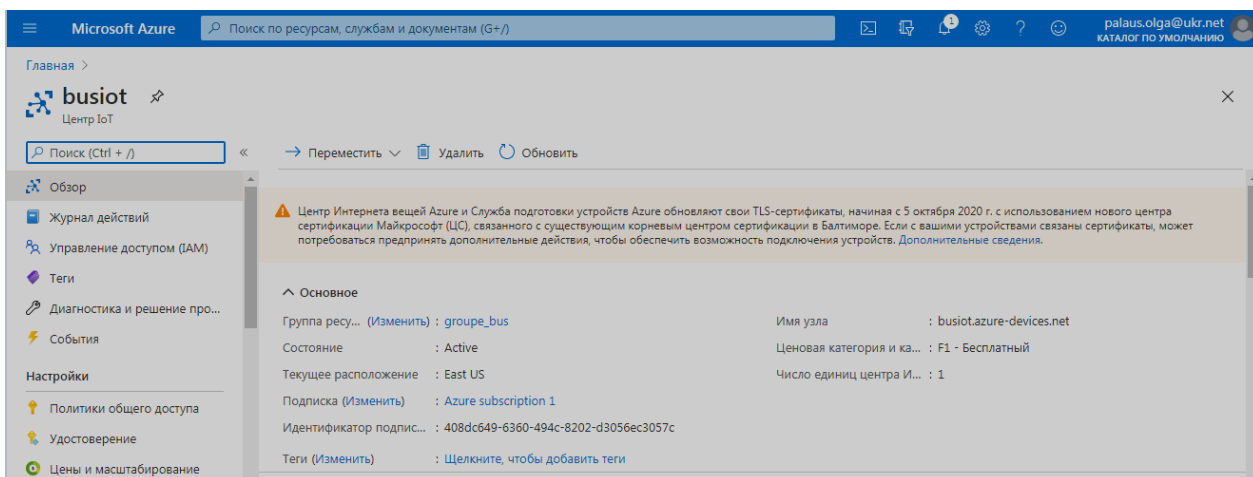 Microsoft Azure
Поиск по ресурсам, службам и документам (G+/)
1
palaus.olga@ukr.net
КАТАЛОГ ПО УМОЛЧАНИЮ
Главная >
busiot
Центр IoT
Поиск (Ctrl + /)
«
Переместить
Удалить
Обновить
Обзор
Журнал действий
Управление доступом (IAM)
Теги
Диагностика и решение про...
События
Настройки
Политики общего доступа
Удостоверение
Цены и масштабирование
Центр Интернета вещей Azure и Служба подготовки устройств Azure обновляют свои TLS-сертификаты, начиная с 5 октября 2020 г. с использованием нового центра
сертификации Майкрософт (ЦС), связанного с существующим корневым центром сертификации в Балтиморе. Если с вашими устройствами связаны сертификаты, может
потребоваться предпринять дополнительные действия, чтобы обеспечить возможность подключения устройств. Дополнительные сведения.
Основное
Группа ресу... (Изменить) : groupe_bus
Состояние : Active
Текущее расположение : East US
Подписка (Изменить) : Azure subscription 1
Идентификатор подпис... : 408dc649-6360-494c-8202-d3056ec3057c
Теги (Изменить) : Щелкните, чтобы добавить теги
Имя узла : busiot.azure-devices.net
Ценовая категория и ка... : F1 - Бесплатный
Число единиц центра И... : 1